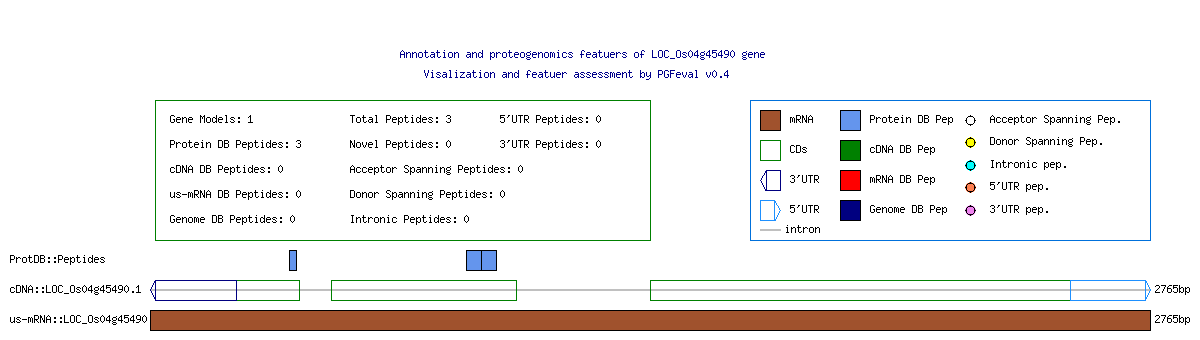 Annotation and proteogenomics featuers of LOC_Os04g45490 gene
Visalization and featuer assessment by PGFeval v0.4
Gene Models: 1 Total Peptides: 3 5'UTR Peptides: 0
Protein DB Peptides: 3 Novel Peptides: 0 3'UTR Peptides: 0
cDNA DB Peptides: 0 Acceptor Spanning Peptides: 0
us-mRNA DB Peptides: 0 Donor Spanning Peptides: 0
Genome DB Peptides: 0 Intronic Peptides: 0
mRNA Protein DB Pep Acceptor Spanning Pep.
CDs cDNA DB Pep Donor Spanning Pep.
3'UTR mRNA DB Pep Intronic pep.
5'UTR Genome DB Pep 5'UTR pep.
intron 3'UTR pep.
ProtDB::Peptides
cDNA::LOC_Os04g45490.1 2765bp
us-mRNA::LOC_Os04g45490 2765bp